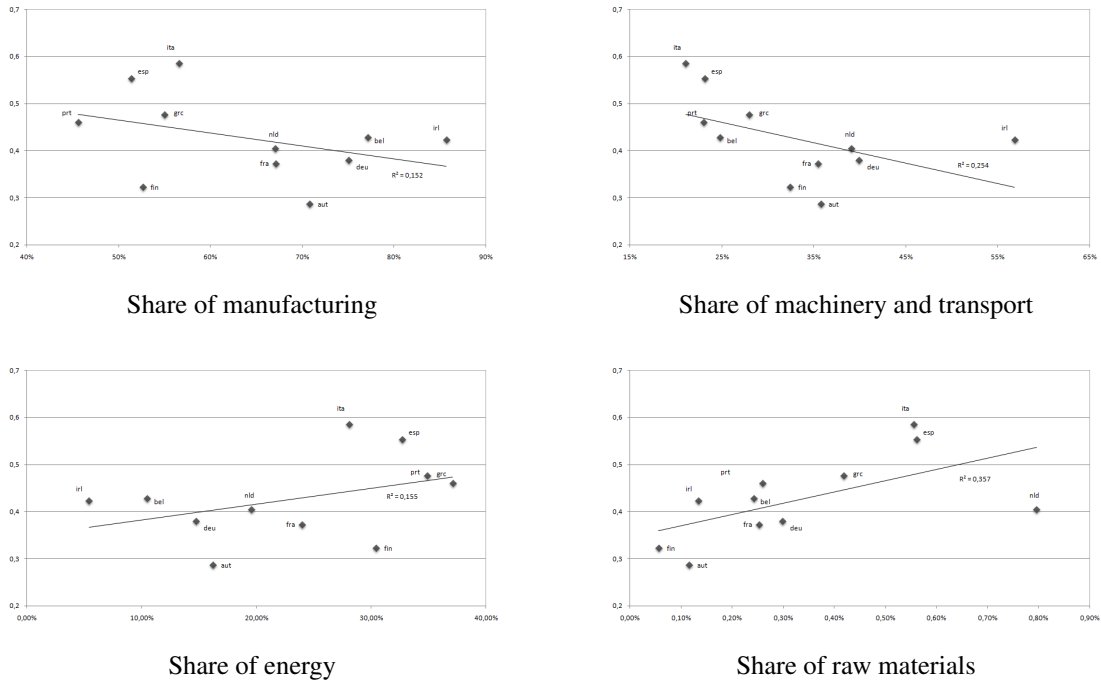 0,7
0,6
0,5
0,4
0,3
0,2
40%
50%
60%
70%
80%
90%
ita
esp
prt
grc
nld
bel
irl
fra
deu
fin
aut
R² = 0,152
Share of manufacturing
0,7
0,6
0,5
0,4
0,3
0,2
15%
25%
35%
45%
55%
65%
ita
esp
prt
grc
bel
nld
irl
fra
deu
fin
aut
R² = 0,254
Share of machinery and transport
0,7
0,6
0,5
0,4
0,3
0,2
0,00%
10,00%
20,00%
30,00%
40,00%
ita
esp
prt
grc
irl
bel
nld
deu
fra
fin
aut
R² = 0,155
Share of energy
0,7
0,6
0,5
0,4
0,3
0,2
0,00%
0,10%
0,20%
0,30%
0,40%
0,50%
0,60%
0,70%
0,80%
0,90%
ita
esp
prt
grc
irl
bel
nld
fra
deu
fin
aut
R² = 0,357
Share of raw materials